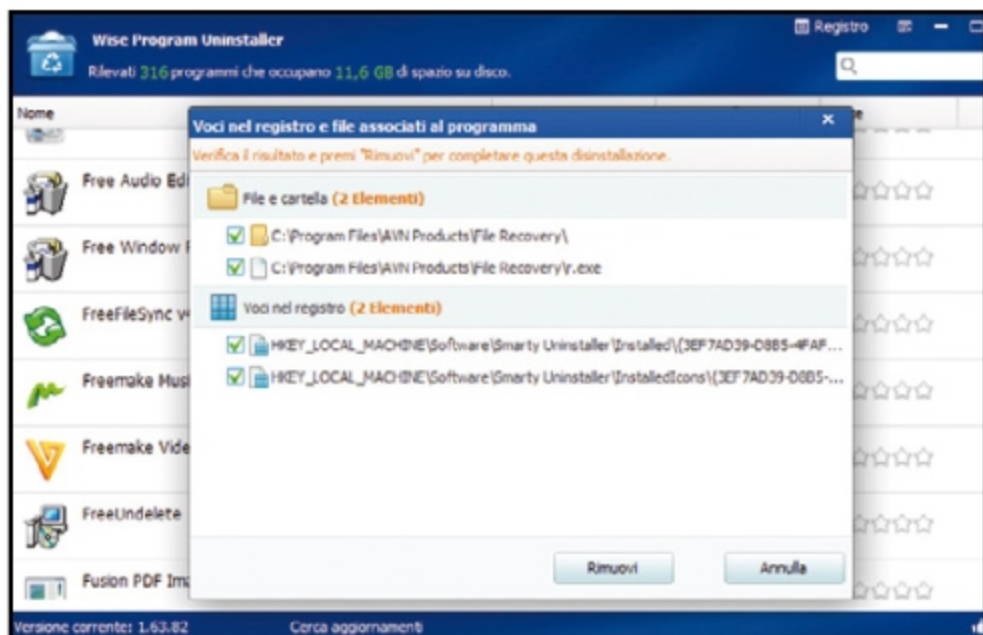 Wise Program Uninstaller
Registro
Rilevati 316 programmi che occupano 11,6 GB di spazio su disco.
Nome
Voci nel registro e file associati al programma
Verifica il risultato e premi "Rimuovi" per completare questa disinstallazione.
File e cartella (2 Elementi)
C:\Program Files\AVN Products\File Recovery\
C:\Program Files\AVN Products\File Recovery\r.exe
Voci nel registro (2 Elementi)
HKEY_LOCAL_MACHINE\Software\Smarty Uninstaller\Installed\{3EF7AD39-D8B5-4FAF...
HKEY_LOCAL_MACHINE\Software\Smarty Uninstaller\InstalledIcons\{3EF7AD39-D8B5-...
Free Audio Edi
Free Window R
FreeFileSync v
Freemake Musi
Freemake Vide
FreeUndelete
Fusion PDF Ima
Rimuovi
Annulla
Versione corrente: 1.63.82
Cerca aggiornamenti